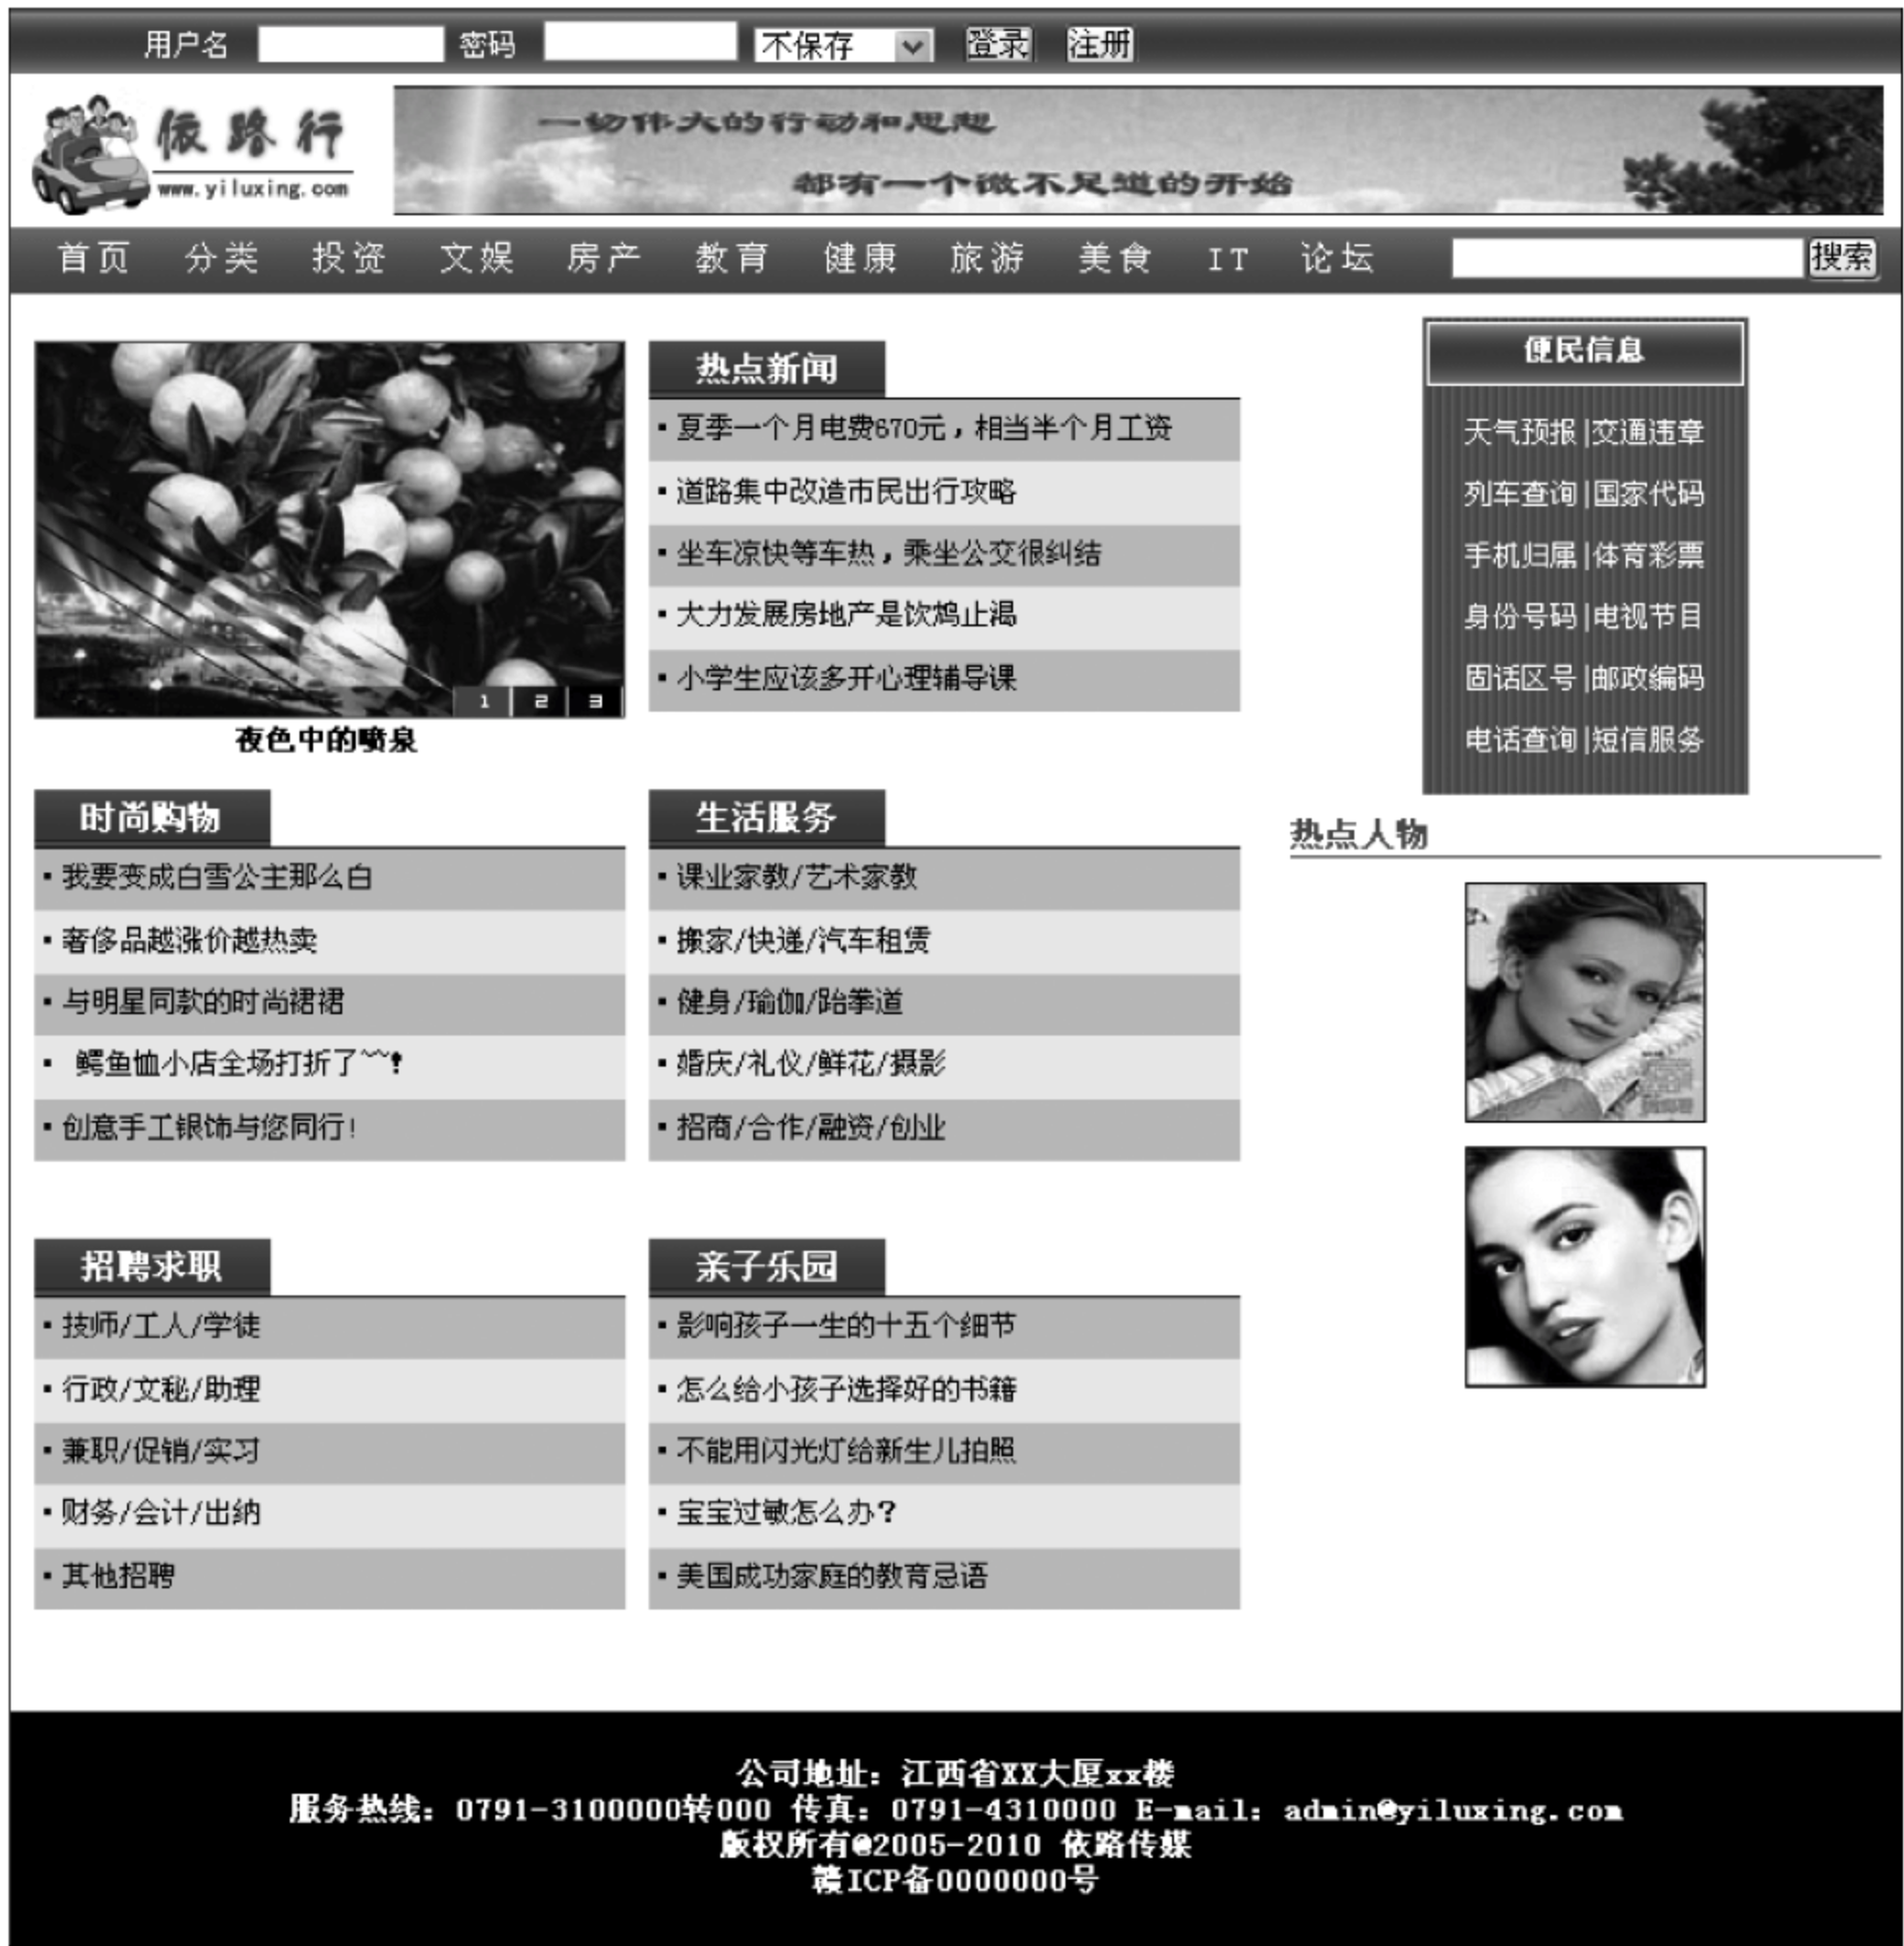 用户名 密码 不保存 登录 注册
依路行
www.yiluxing.com
一切伟大的行动和思想
都有一个微不足道的开始
首页 分类 投资 文娱 房产 教育 健康 旅游 美食 IT 论坛 搜索
1 2 3
夜色中的喷泉
热点新闻
▪ 夏季一个月电费670元，相当半个月工资
▪ 道路集中改造市民出行攻略
▪ 坐车凉快等车热，乘坐公交很纠结
▪ 大力发展房地产是饮鸩止渴
▪ 小学生应该多开心理辅导课
便民信息
天气预报|交通违章
列车查询|国家代码
手机归属|体育彩票
身份号码|电视节目
固话区号|邮政编码
电话查询|短信服务
时尚购物
▪ 我要变成白雪公主那么白
▪ 奢侈品越涨价越热卖
▪ 与明星同款的时尚裙裙
▪ 鳄鱼恤小店全场打折了~~!
▪ 创意手工银饰与您同行!
生活服务
▪ 课业家教/艺术家教
▪ 搬家/快递/汽车租赁
▪ 健身/瑜伽/跆拳道
▪ 婚庆/礼仪/鲜花/摄影
▪ 招商/合作/融资/创业
热点人物
招聘求职
▪ 技师/工人/学徒
▪ 行政/文秘/助理
▪ 兼职/促销/实习
▪ 财务/会计/出纳
▪ 其他招聘
亲子乐园
▪ 影响孩子一生的十五个细节
▪ 怎么给小孩子选择好的书籍
▪ 不能用闪光灯给新生儿拍照
▪ 宝宝过敏怎么办?
▪ 美国成功家庭的教育忌语
公司地址：江西省XX大厦xx楼
服务热线：0791-3100000转000 传真：0791-4310000 E-mail：admin@yiluxing.com
版权所有@2005-2010 依路传媒
赣ICP备0000000号